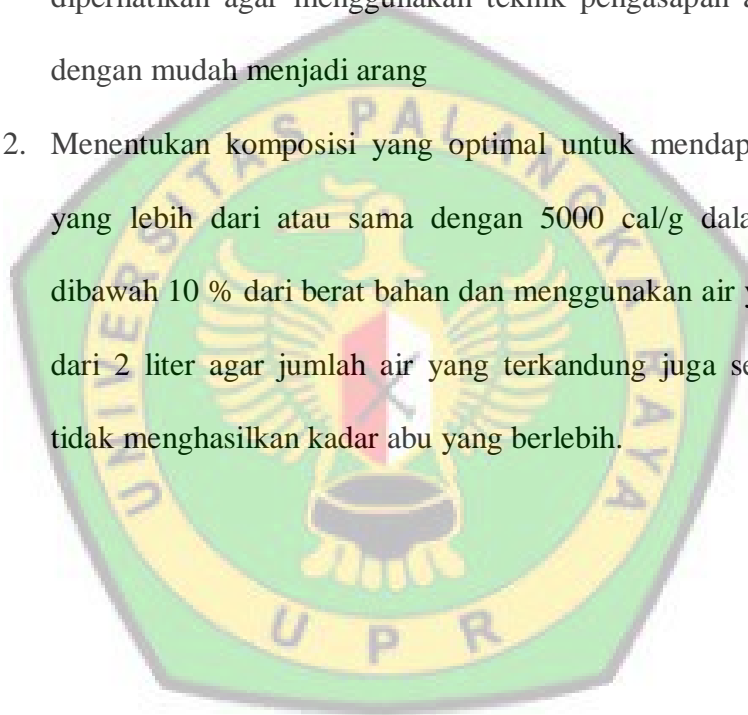 diperhatikan agar menggunakan teknik pengasapan a
dengan mudah menjadi arang
2. Menentukan komposisi yang optimal untuk mendap
yang lebih dari atau sama dengan 5000 cal/g dala
dibawah 10 % dari berat bahan dan menggunakan air y
dari 2 liter agar jumlah air yang terkandung juga se
tidak menghasilkan kadar abu yang berlebih.
UNIVERSITAS PALANGKA RAYA
UPR